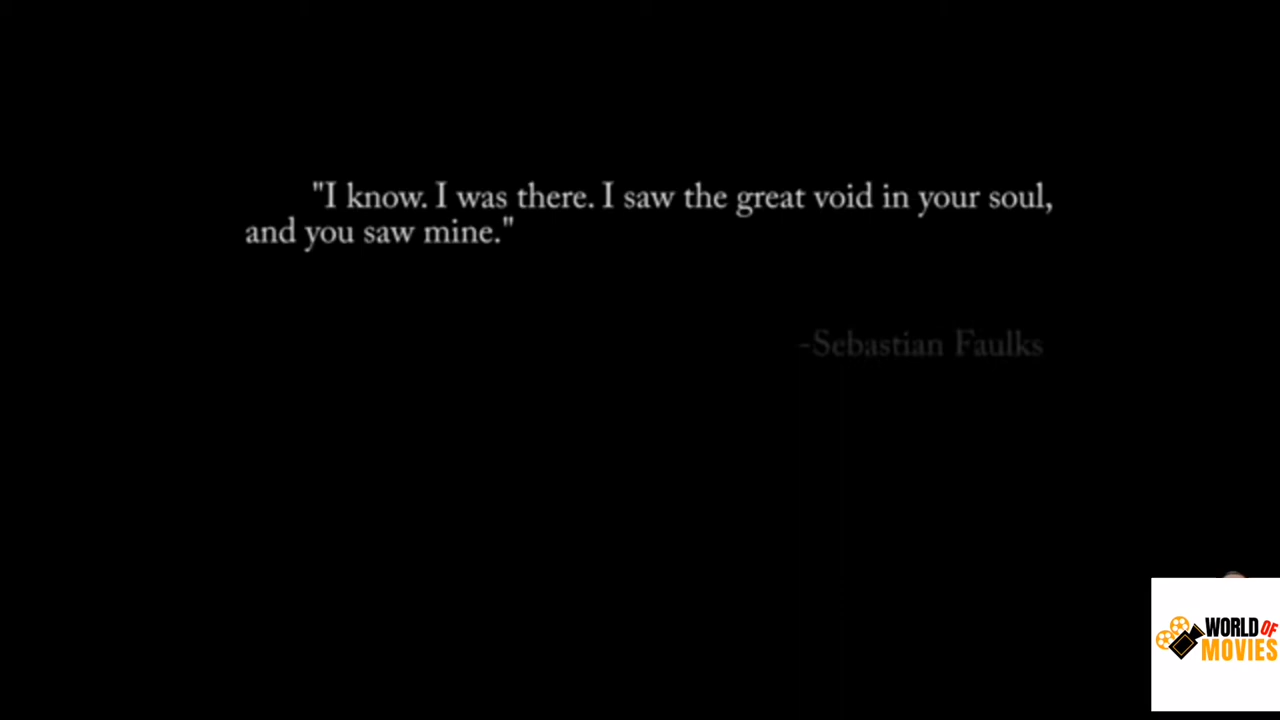 "I know. I was there. I saw the great void in your soul,
and you saw mine."
-Sebastian Faulks
WORLD OF
MOVIES